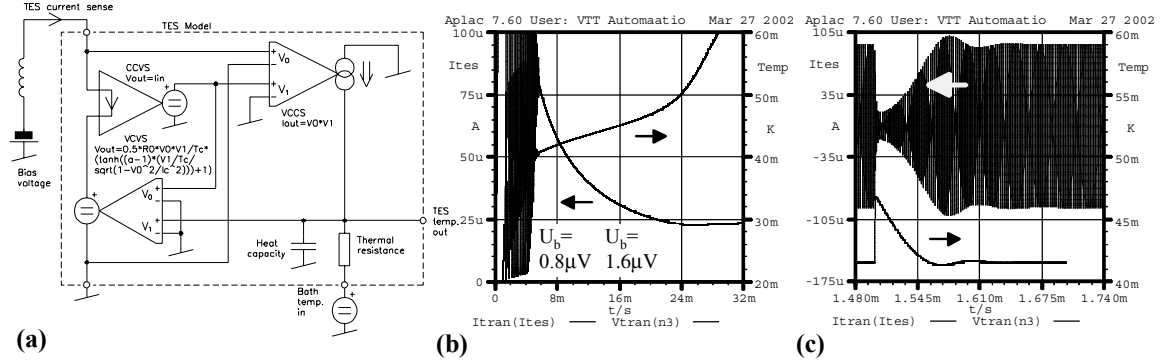 TES current sense
TES Model
CCVS
Vout=Iin
V0
V1
VCCS
Iout=V0*V1
VCVS
Vout=0.5*R0*V0*V1/Tc*
(tanh((a-1)*(V1/Tc/
sqrt(1-V0^2/Ic^2)))+1)
Bias
voltage
V0
V1
TES
temp.
out
Heat
capacity
Thermal
resistance
Bath
temp.
in
(a)
Aplac 7.60 User: VTT Automaatio Mar 27 2002
100u
Ites
75u
A
50u
25u
0
60m
Temp
50m
K
40m
30m
20m
Ub= Ub=
0.8µV 1.6µV
0 8m 16m 24m 32m
t/s
Itran(Ites) Vtran(n3)
(b)
Aplac 7.60 User: VTT Automaatio Mar 27 2002
105u
Ites
35u
A
-35u
-105u
-175u
60m
Temp
55m
K
50m
45m
40m
1.480m 1.545m 1.610m 1.675m 1.740m
t/s
Itran(Ites) Vtran(n3)
(c)